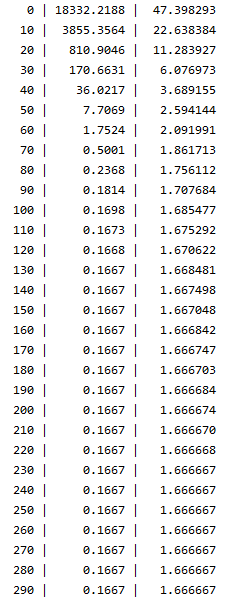 0 | 18332.2188 | 47.398293
10 | 3855.3564 | 22.638384
20 | 810.9046 | 11.283927
30 | 170.6631 | 6.076973
40 | 36.0217 | 3.689155
50 | 7.7069 | 2.594144
60 | 1.7524 | 2.091991
70 | 0.5001 | 1.861713
80 | 0.2368 | 1.756112
90 | 0.1814 | 1.707684
100 | 0.1698 | 1.685477
110 | 0.1673 | 1.675292
120 | 0.1668 | 1.670622
130 | 0.1667 | 1.668481
140 | 0.1667 | 1.667498
150 | 0.1667 | 1.667048
160 | 0.1667 | 1.666842
170 | 0.1667 | 1.666747
180 | 0.1667 | 1.666703
190 | 0.1667 | 1.666684
200 | 0.1667 | 1.666674
210 | 0.1667 | 1.666670
220 | 0.1667 | 1.666668
230 | 0.1667 | 1.666667
240 | 0.1667 | 1.666667
250 | 0.1667 | 1.666667
260 | 0.1667 | 1.666667
270 | 0.1667 | 1.666667
280 | 0.1667 | 1.666667
290 | 0.1667 | 1.666667